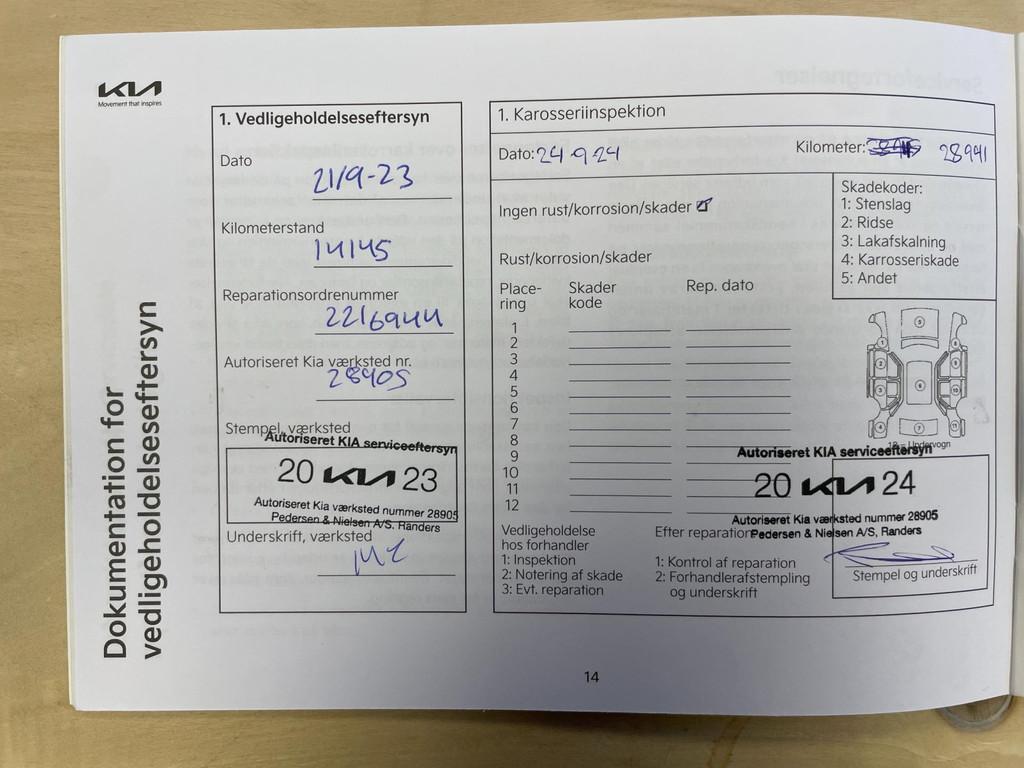 KIA
Movement that inspires
Dokumentation for
vedligeholdelseseftersyn
1. Vedligeholdelseseftersyn
Dato
21/9-23
Kilometerstand
14145
Reparationsordrenummer
2216944
Autoriseret Kia værksted nr.
28905
Stempel, værksted
Autoriseret KIA serviceeftersyn
20 KIA 23
Autoriseret Kia værksted nummer 28905
Pedersen & Nielsen A/S. Randers
Underskrift, værksted
1. Karosseriinspektion
Dato: 24-9-24 Kilometer: 28941
Ingen rust/korrosion/skader
Skadekoder:
1: Stenslag
2: Ridse
3: Lakafskalning
4: Karrosseriskade
5: Andet
Rust/korrosion/skader
Place-
ring
Skader
kode
Rep. dato
1
2
3
4
5
6
7
8
9
10
11
12
Undervogn
Autoriseret KIA serviceeftersyn
20 KIA 24
Autoriseret Kia værksted nummer 28905
Pedersen & Nielsen A/S, Randers
Vedligeholdelse
hos forhandler
1: Inspektion
2: Notering af skade
3: Evt. reparation
Efter reparation
1: Kontrol af reparation
2: Forhandlerafstempling
og underskrift
Stempel og underskrift
14